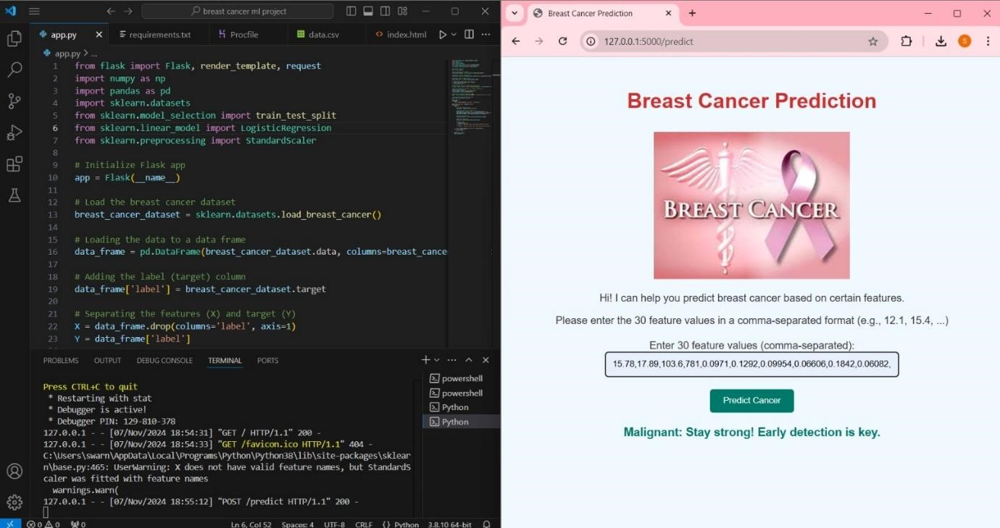 breast cancer ml project
app.py
requirements.txt
Procfile
data.csv
index.html
app.py > ...
1 from flask import Flask, render_template, request
2 import numpy as np
3 import pandas as pd
4 import sklearn.datasets
5 from sklearn.model_selection import train_test_split
6 from sklearn.linear_model import LogisticRegression
7 from sklearn.preprocessing import StandardScaler
8
9 # Initialize Flask app
10 app = Flask(__name__)
11
12 # Load the breast cancer dataset
13 breast_cancer_dataset = sklearn.datasets.load_breast_cancer()
14
15 # Loading the data to a data frame
16 data_frame = pd.DataFrame(breast_cancer_dataset.data, columns=breast_cance
17
18 # Adding the label (target) column
19 data_frame['label'] = breast_cancer_dataset.target
20
21 # Separating the features (X) and target (Y)
22 X = data_frame.drop(columns='label', axis=1)
23 Y = data_frame['label']
PROBLEMS OUTPUT DEBUG CONSOLE TERMINAL PORTS
Press CTRL+C to quit
* Restarting with stat
* Debugger is active!
* Debugger PIN: 129-810-378
127.0.0.1 - - [07/Nov/2024 18:54:31] "GET / HTTP/1.1" 200 -
127.0.0.1 - - [07/Nov/2024 18:54:33] "GET /favicon.ico HTTP/1.1" 404 -
C:\Users\swarn\AppData\Local\Programs\Python\Python38\lib\site-packages\sklear
n\base.py:465: UserWarning: X does not have valid feature names, but StandardS
caler was fitted with feature names
warnings.warn(
127.0.0.1 - - [07/Nov/2024 18:55:12] "POST /predict HTTP/1.1" 200 -
powershell
powershell
Python
Python
0 0 0 Ln 6, Col 52 Spaces: 4 UTF-8 CRLF {} Python 3.8.10 64-bit
Breast Cancer Prediction
127.0.0.1:5000/predict
S
Breast Cancer Prediction
BREAST CANCER
Hi! I can help you predict breast cancer based on certain features.
Please enter the 30 feature values in a comma-separated format (e.g., 12.1, 15.4, ...)
Enter 30 feature values (comma-separated):
15.78,17.89,103.6,781,0.0971,0.1292,0.09954,0.06606,0.1842,0.06082,
Predict Cancer
Malignant: Stay strong! Early detection is key.